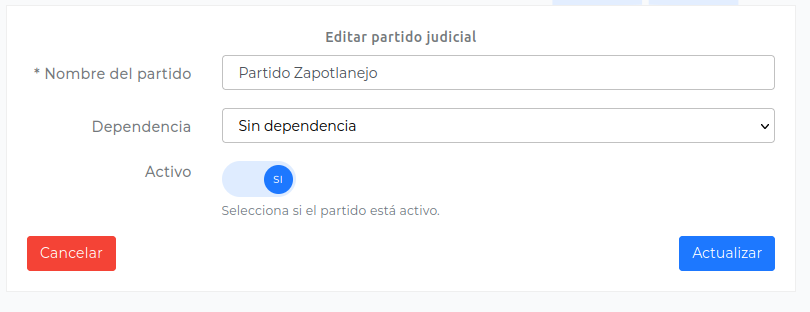 Editar partido judicial
* Nombre del partido
Partido Zapotlanejo
Dependencia
Sin dependencia
Activo
SI
Selecciona si el partido está activo.
Cancelar
Actualizar